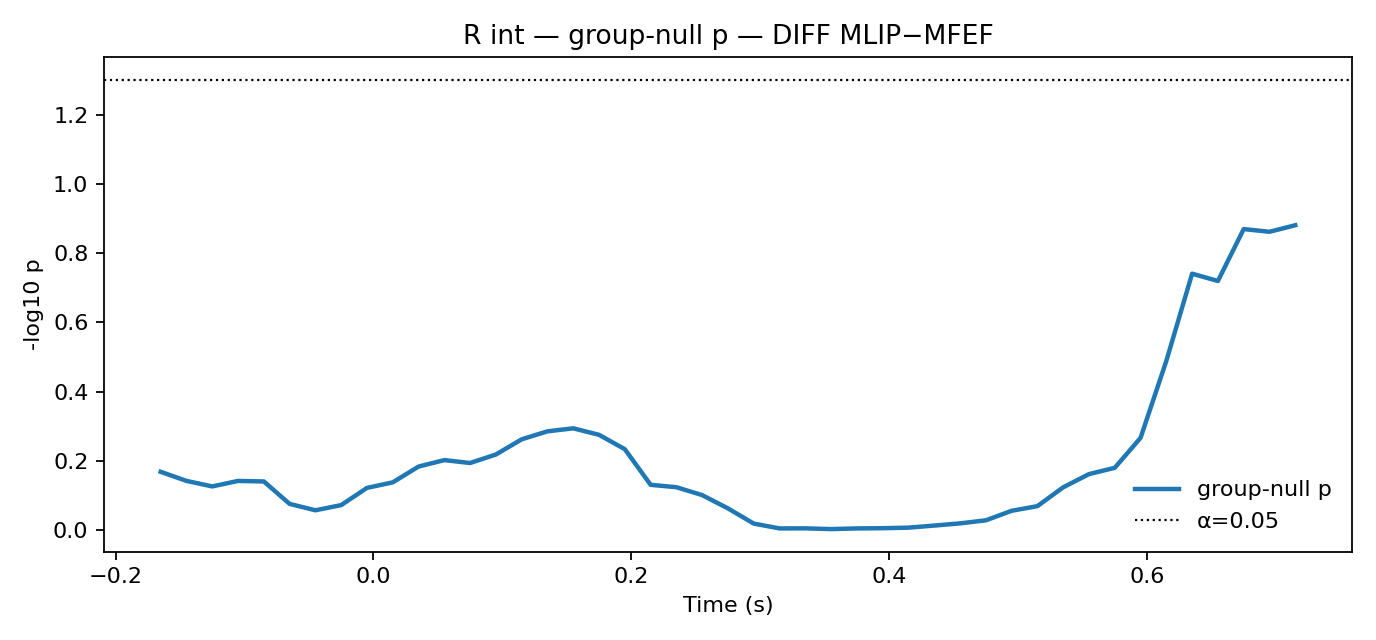 R int — group-null p — DIFF MLIP−MFEF
-log10 p
1.2
1.0
0.8
0.6
0.4
0.2
0.0
group-null p
α=0.05
−0.2 0.0 0.2 0.4 0.6
Time (s)